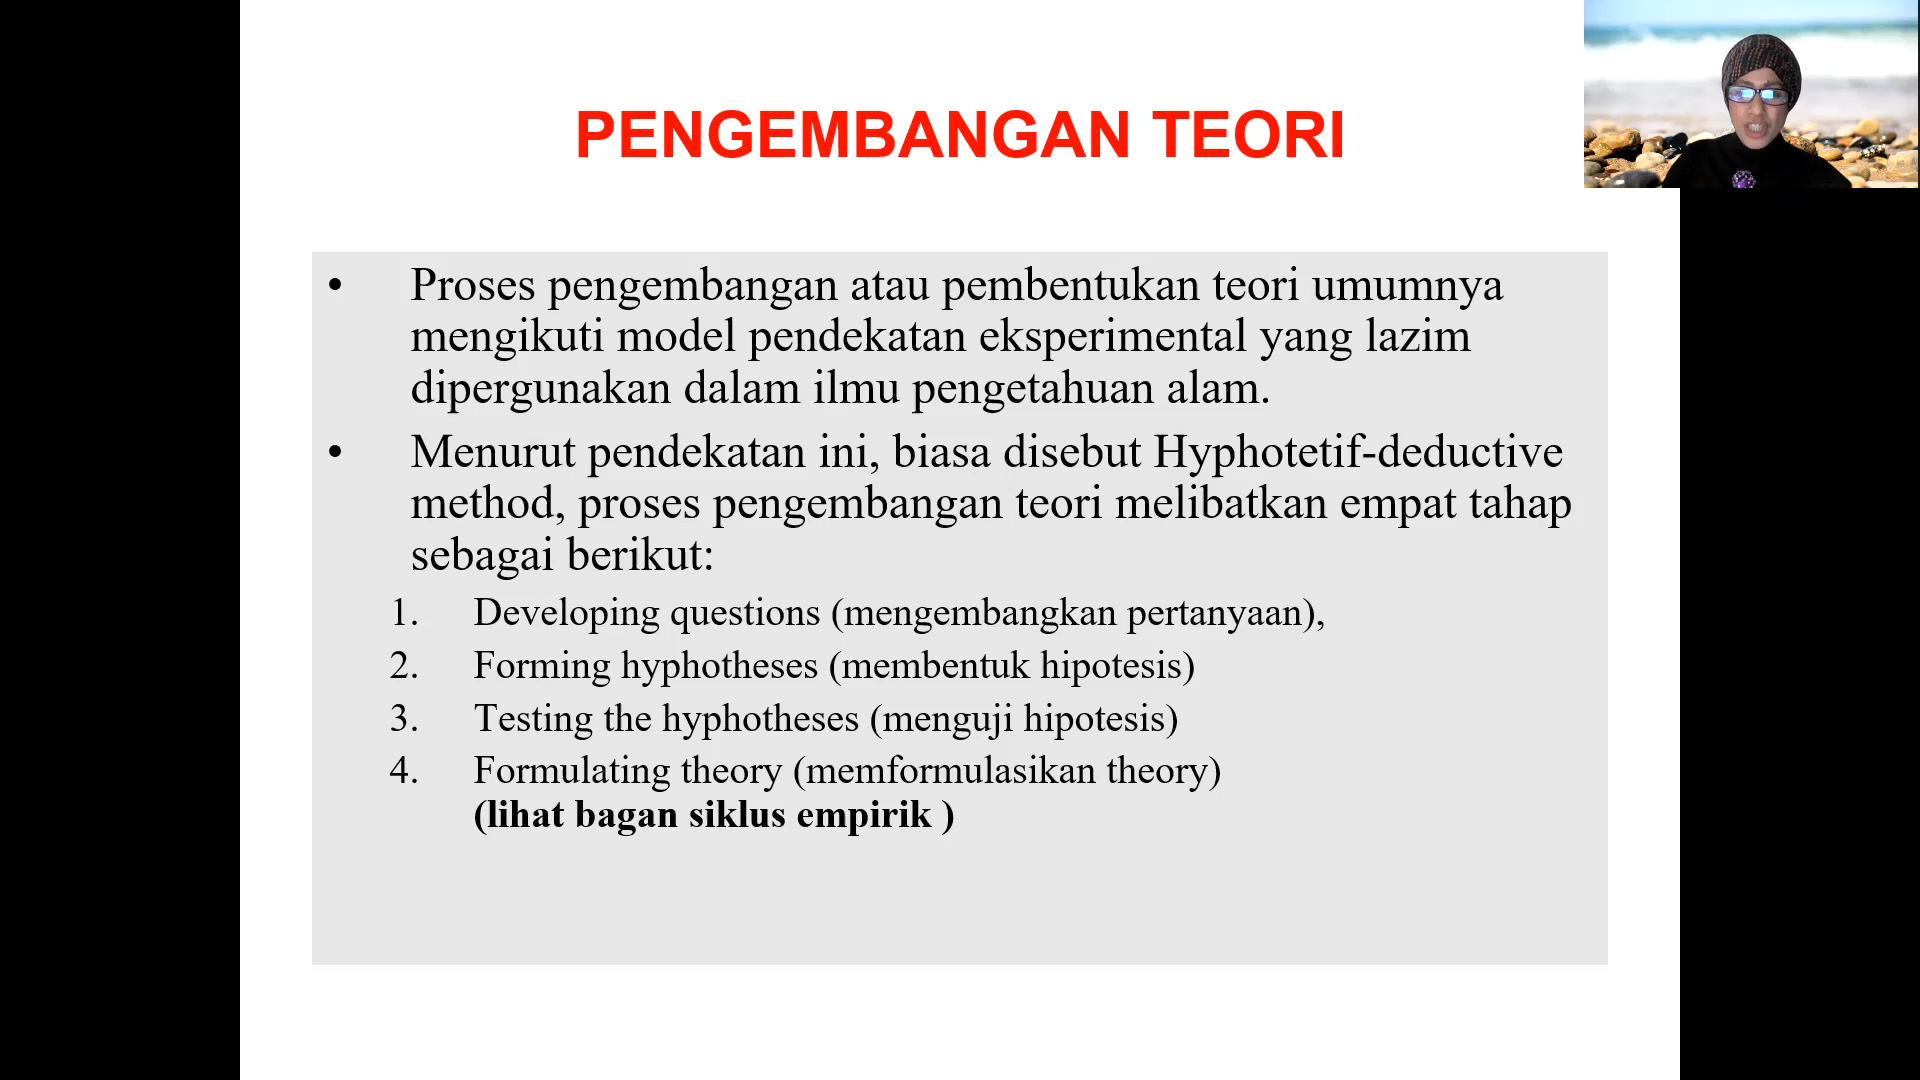 PENGEMBANGAN TEORI
• Proses pengembangan atau pembentukan teori umumnya
mengikuti model pendekatan eksperimental yang lazim
dipergunakan dalam ilmu pengetahuan alam.
• Menurut pendekatan ini, biasa disebut Hyphotetif-deductive
method, proses pengembangan teori melibatkan empat tahap
sebagai berikut:
1. Developing questions (mengembangkan pertanyaan),
2. Forming hyphotheses (membentuk hipotesis)
3. Testing the hyphotheses (menguji hipotesis)
4. Formulating theory (memformulasikan theory)
(lihat bagan siklus empirik )